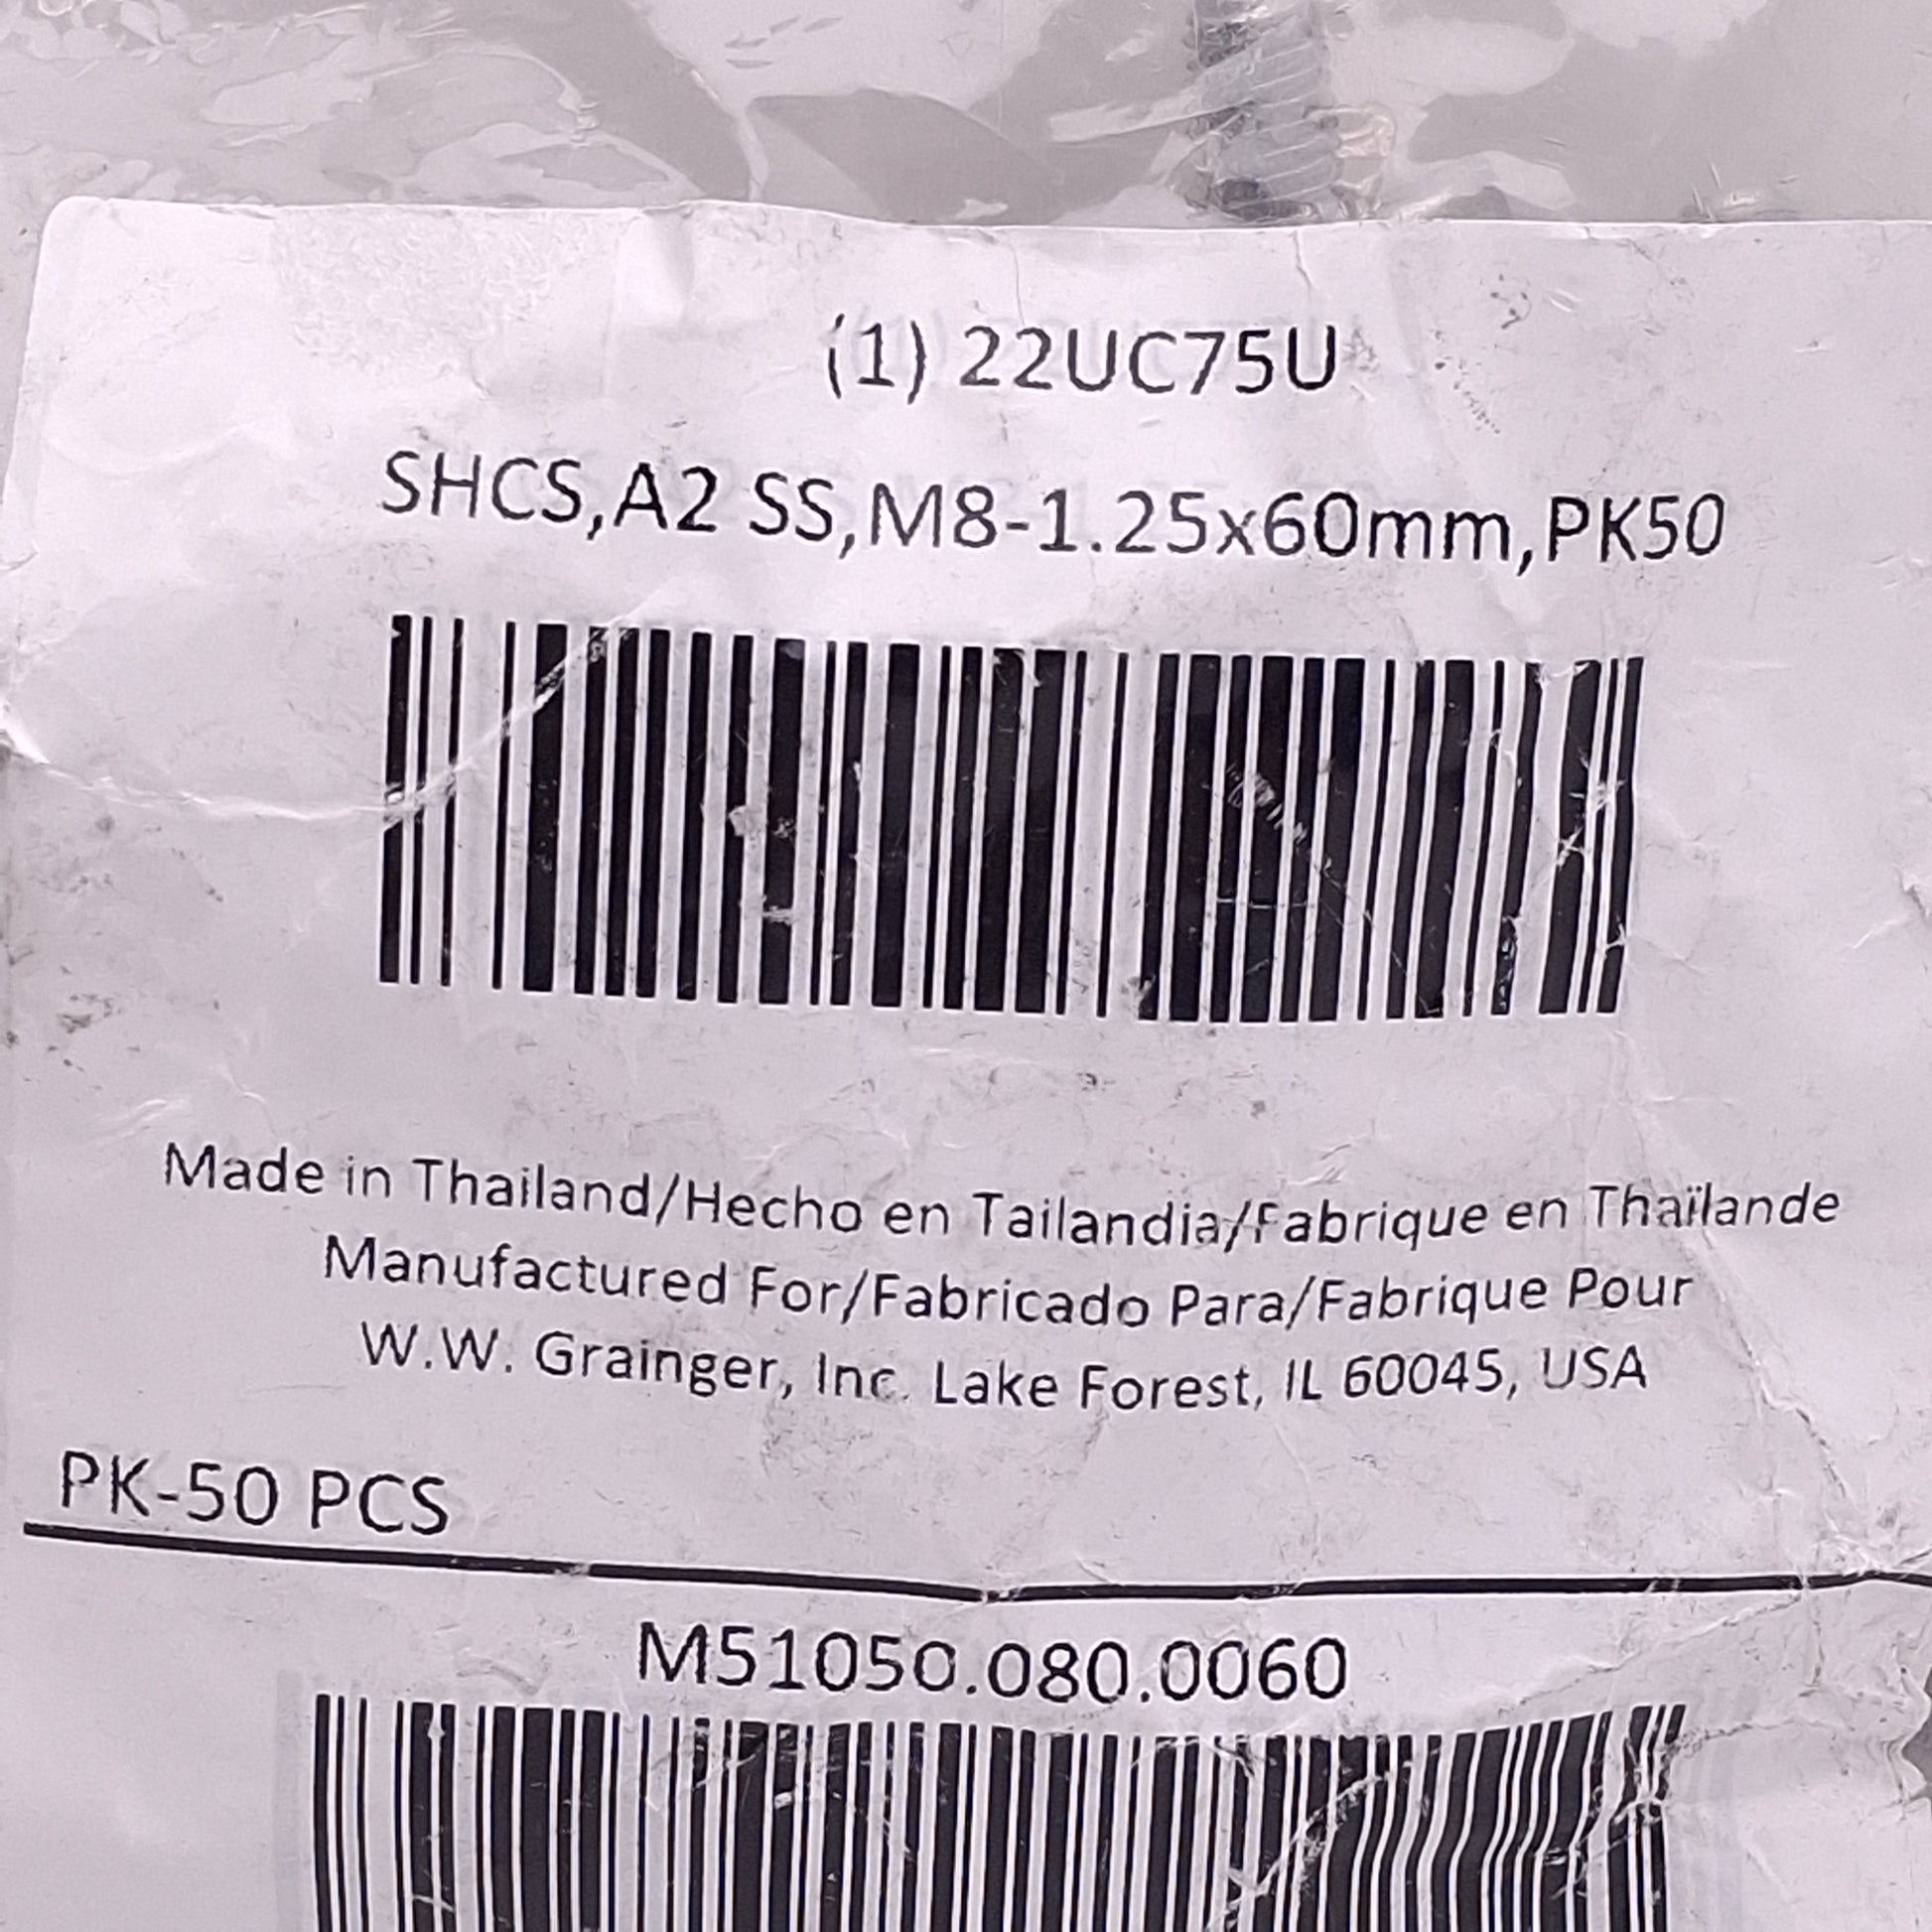 (1) 22UC75U
SHCS,A2 SS,M8-1.25x60mm,PK50
Made in Thailand/Hecho en Tailandia/Fabrique en Thaïlande
Manufactured For/Fabricado Para/Fabrique Pour
W.W. Grainger, Inc. Lake Forest, IL 60045, USA
PK-50 PCS
M51050.080.0060